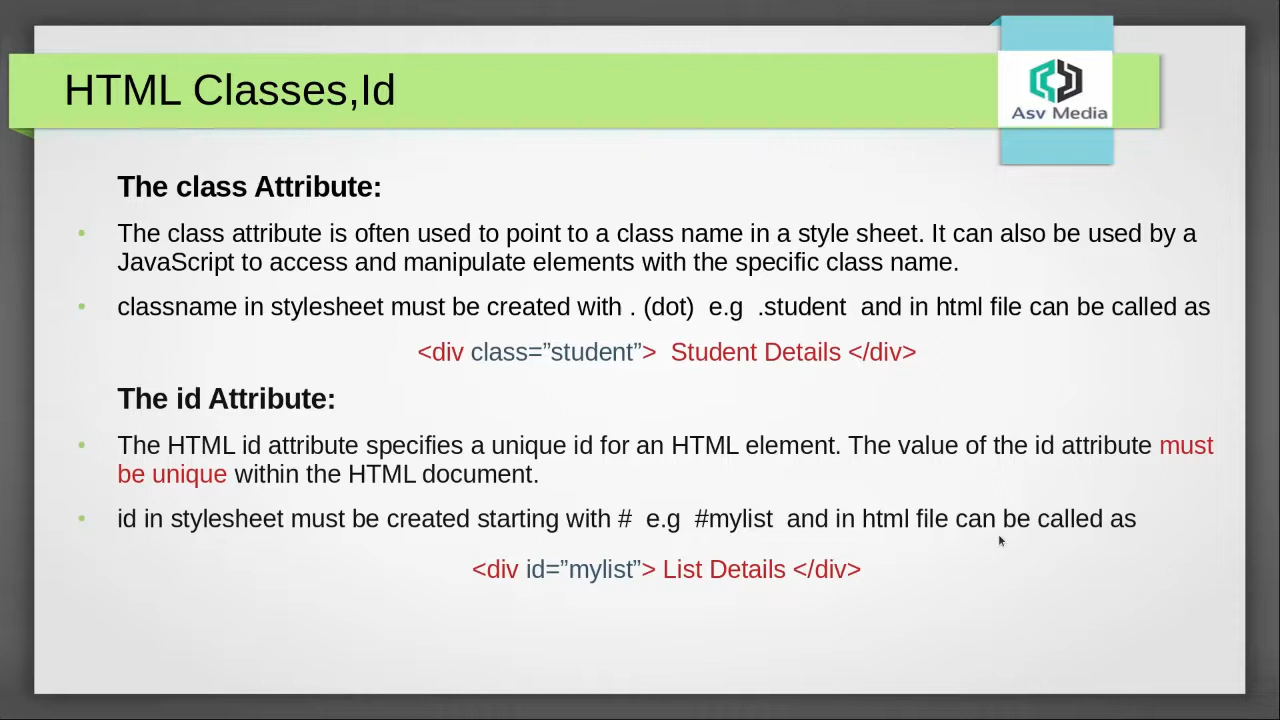 HTML Classes,Id
Asv Media
The class Attribute:
The class attribute is often used to point to a class name in a style sheet. It can also be used by a
JavaScript to access and manipulate elements with the specific class name.
classname in stylesheet must be created with . (dot)  e.g  .student  and in html file can be called as
<div class=”student”>  Student Details </div>
The id Attribute:
The HTML id attribute specifies a unique id for an HTML element. The value of the id attribute must
be unique within the HTML document.
id in stylesheet must be created starting with #  e.g  #mylist  and in html file can be called as
<div id=”mylist”> List Details </div>